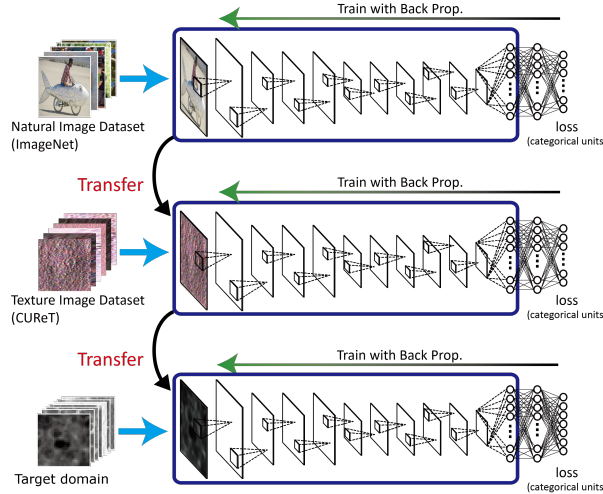 Train with Back Prop.
Natural Image Dataset
(ImageNet)
loss
(categorical units
Transfer
Train with Back Prop.
Texture Image Dataset
(CUReT)
loss
(categorical units
Transfer
Train with Back Prop.
Target domain
loss
(categorical units